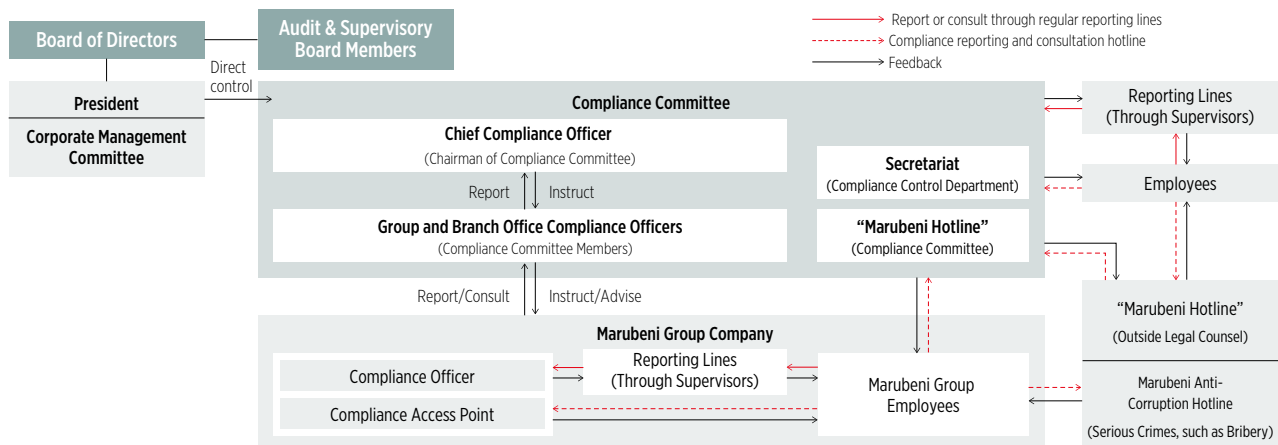 Board of Directors
Audit & Supervisory
Board Members
Report or consult through regular reporting lines
Compliance reporting and consultation hotline
Feedback
Direct
control
President
Corporate Management
Committee
Compliance Committee
Chief Compliance Officer
(Chairman of Compliance Committee)
Report
Instruct
Group and Branch Office Compliance Officers
(Compliance Committee Members)
Secretariat
(Compliance Control Department)
“Marubeni Hotline”
(Compliance Committee)
Reporting Lines
(Through Supervisors)
Employees
Report/Consult
Instruct/Advise
Marubeni Group Company
Compliance Officer
Compliance Access Point
Reporting Lines
(Through Supervisors)
Marubeni Group
Employees
“Marubeni Hotline”
(Outside Legal Counsel)
Marubeni Anti-
Corruption Hotline
(Serious Crimes, such as Bribery)